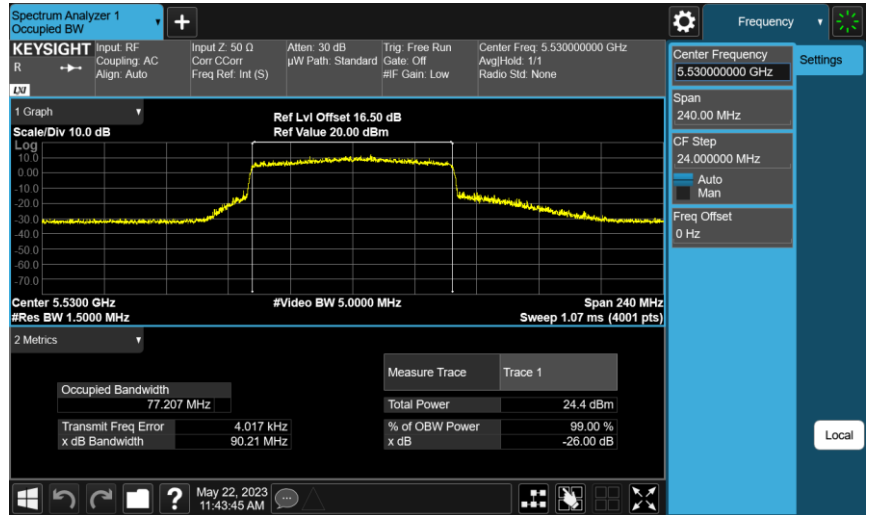 Spectrum Analyzer 1
Occupied BW
+
Frequency
KEYSIGHT
R
LXI
Input: RF
Coupling: AC
Align: Auto
Input Z: 50 Ω
Corr CCorr
Freq Ref: Int (S)
Atten: 30 dB
µW Path: Standard
Trig: Free Run
Gate: Off
#IF Gain: Low
Center Freq: 5.530000000 GHz
Avg|Hold: 1/1
Radio Std: None
Center Frequency
5.530000000 GHz
Settings
Span
240.00 MHz
CF Step
24.000000 MHz
Auto
Man
Freq Offset
0 Hz
1 Graph
Scale/Div 10.0 dB
Ref Lvl Offset 16.50 dB
Ref Value 20.00 dBm
Log
10.0
0.00
-10.0
-20.0
-30.0
-40.0
-50.0
-60.0
-70.0
Center 5.5300 GHz
#Video BW 5.0000 MHz
Span 240 MHz
#Res BW 1.5000 MHz
Sweep 1.07 ms (4001 pts)
2 Metrics
Measure Trace
Trace 1
Occupied Bandwidth
77.207 MHz
Total Power
24.4 dBm
Transmit Freq Error
4.017 kHz
% of OBW Power
99.00 %
x dB Bandwidth
90.21 MHz
x dB
-26.00 dB
Local
?
May 22, 2023
11:43:45 AM